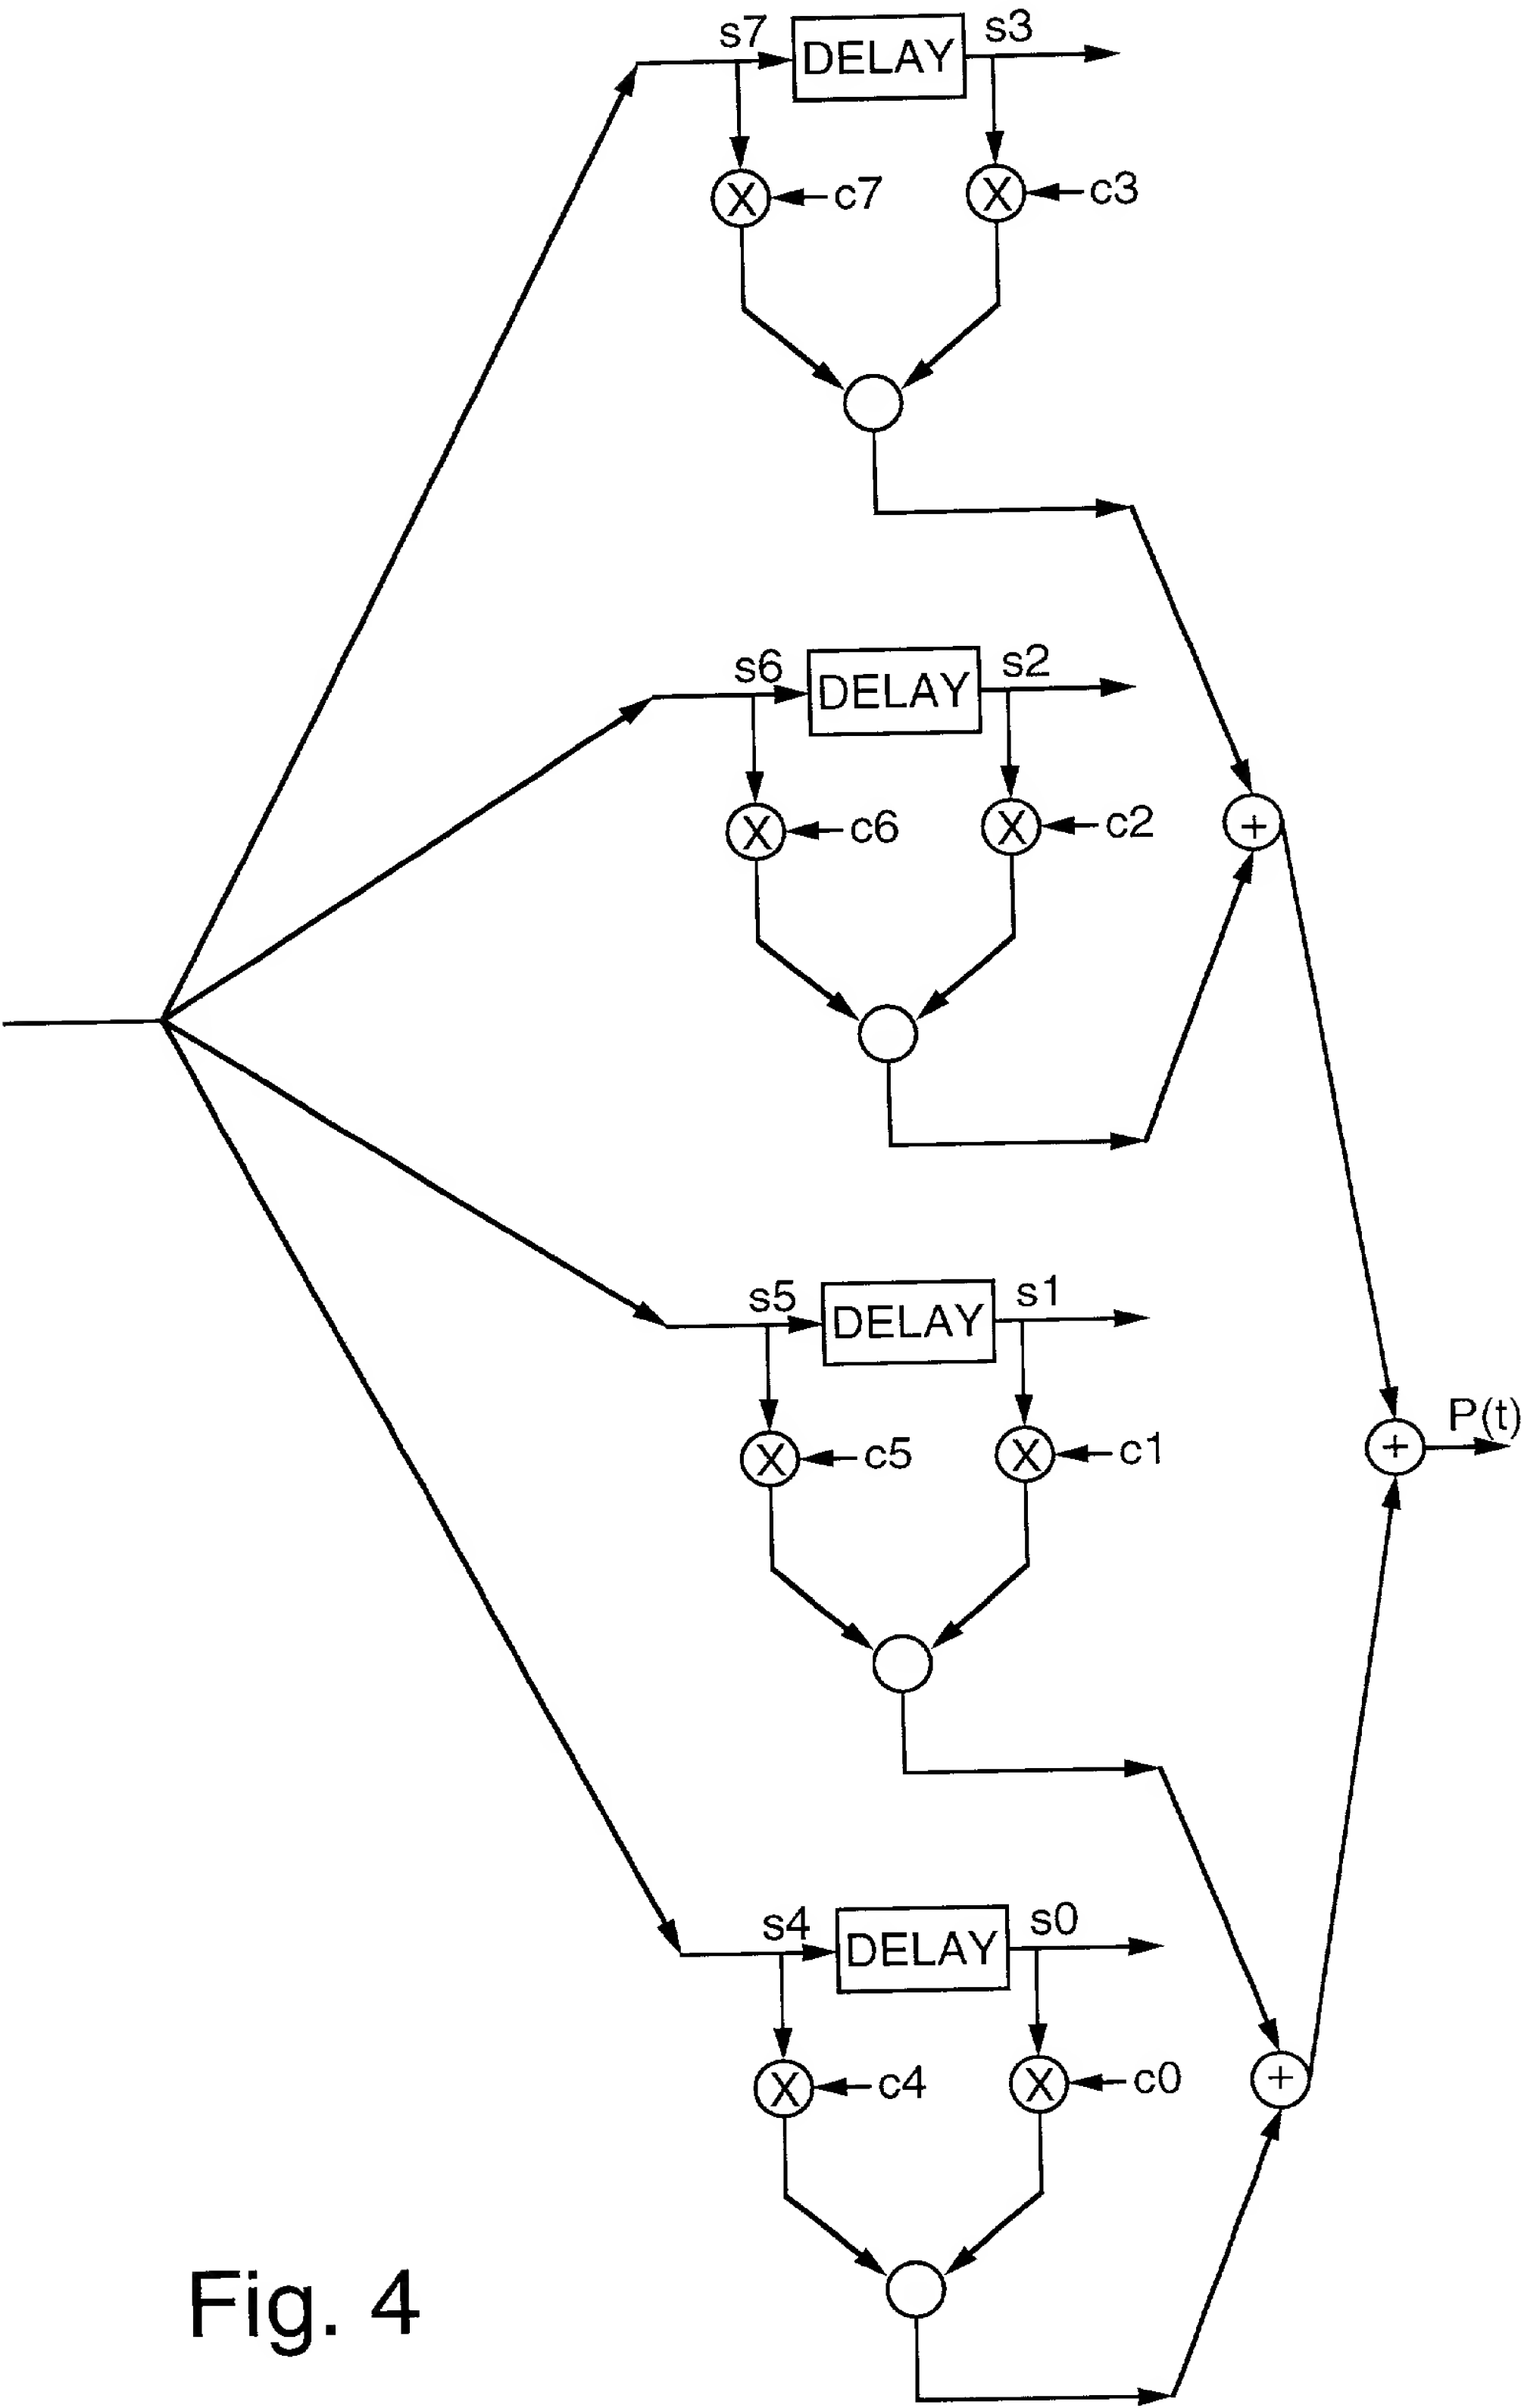 s7 DELAY s3
X c7 X c3
s6 DELAY s2
X c6 X c2
+
s5 DELAY s1
P(t)
+
X c5 X c1
s4 DELAY s0
+
X c4 X c0
Fig. 4